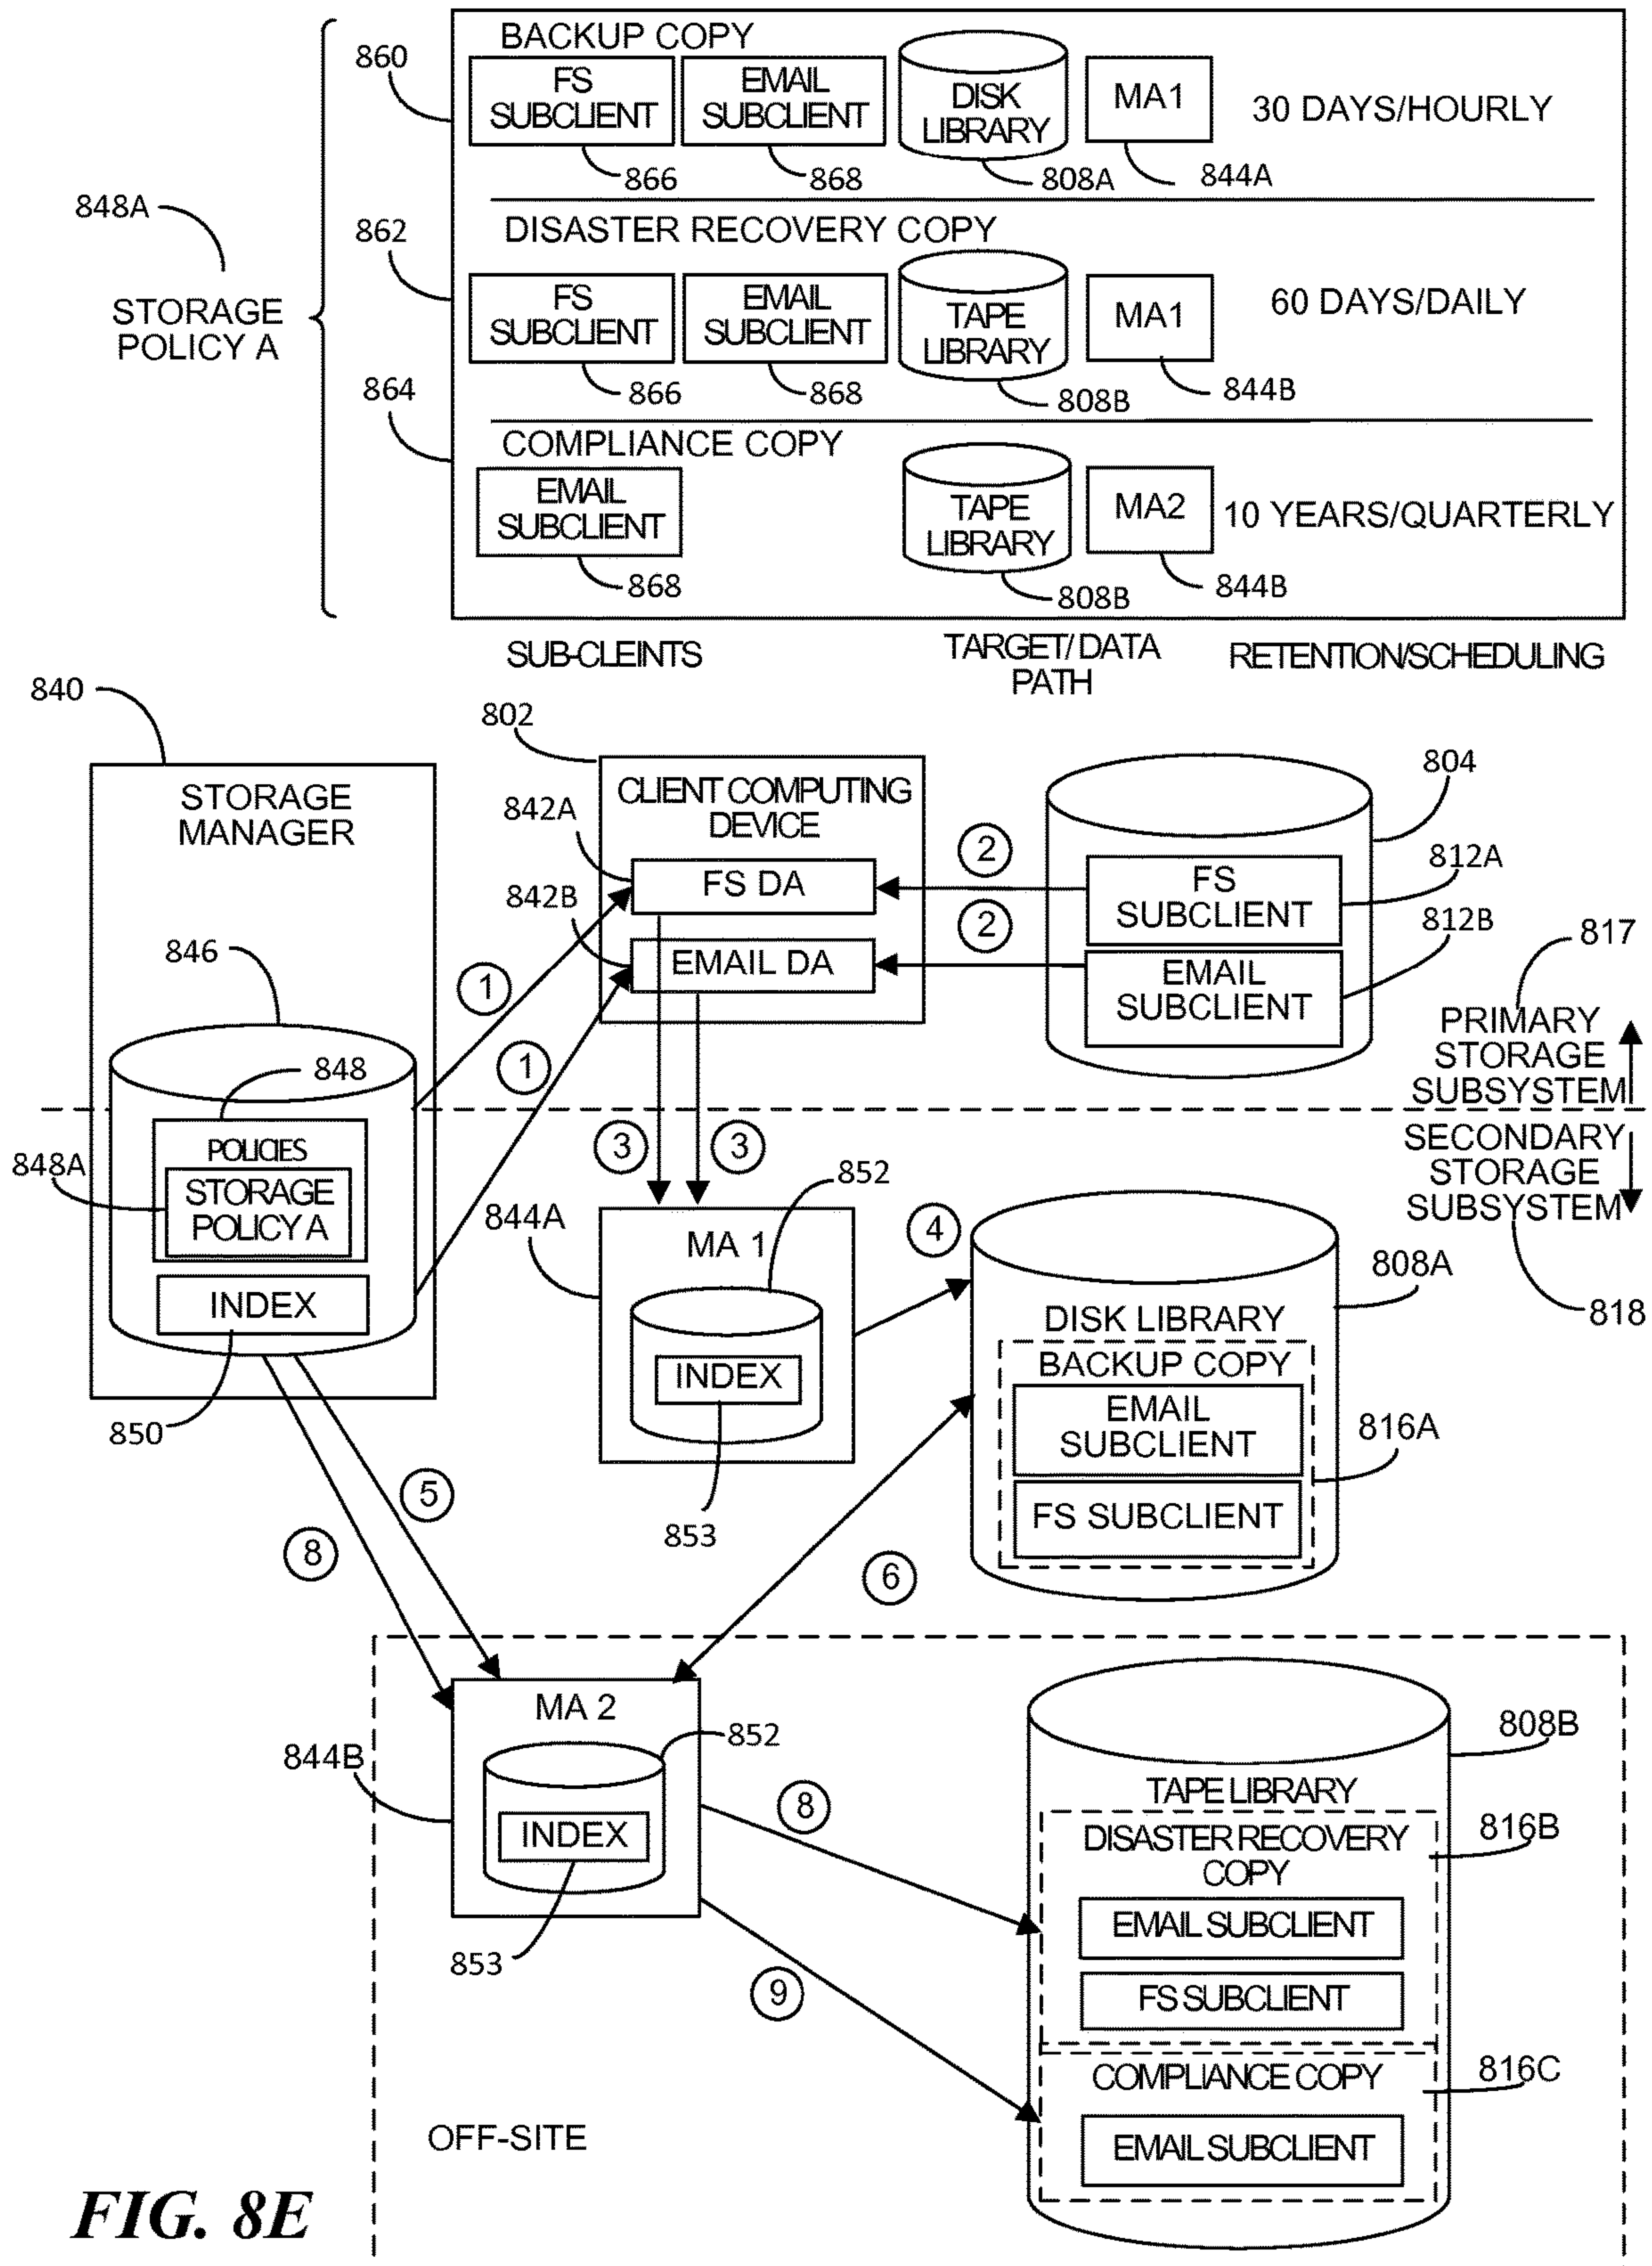 BACKUP COPY
860
FS
SUBCLIENT
EMAIL
SUBCLIENT
DISK
LIBRARY
MA1
30 DAYS/HOURLY
866
868
808A
844A
848A
STORAGE
POLICY A
862
DISASTER RECOVERY COPY
FS
SUBCLIENT
EMAIL
SUBCLIENT
TAPE
LIBRARY
MA1
60 DAYS/DAILY
866
868
808B
844B
864
COMPLIANCE COPY
EMAIL
SUBCLIENT
TAPE
LIBRARY
MA2
10 YEARS/QUARTERLY
868
808B
844B
SUB-CLEINTS
TARGET/DATA
PATH
RETENTION/SCHEDULING
840
STORAGE
MANAGER
802
CLIENT COMPUTING
DEVICE
842A
FS DA
842B
EMAIL DA
2
2
804
FS
SUBCLIENT
812A
EMAIL
SUBCLIENT
812B
817
PRIMARY
STORAGE
SUBSYSTEM
SECONDARY
STORAGE
SUBSYSTEM
818
846
1
1
848
POLICIES
848A
STORAGE
POLICY A
INDEX
850
3
3
852
844A
MA 1
INDEX
853
4
808A
DISK LIBRARY
BACKUP COPY
EMAIL
SUBCLIENT
FS SUBCLIENT
816A
5
8
6
MA 2
852
844B
INDEX
853
8
9
808B
TAPE LIBRARY
DISASTER RECOVERY
COPY
816B
EMAIL SUBCLIENT
FS SUBCLIENT
COMPLIANCE COPY
816C
EMAIL SUBCLIENT
OFF-SITE
FIG. 8E